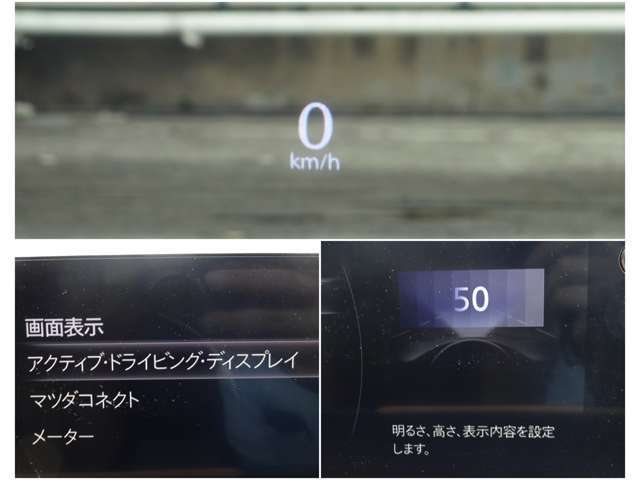 0
km/h
画面表示
アクティブ・ドライビング・ディスプレイ
マツダコネクト
メーター
50
明るさ、高さ、表示内容を設定
します。